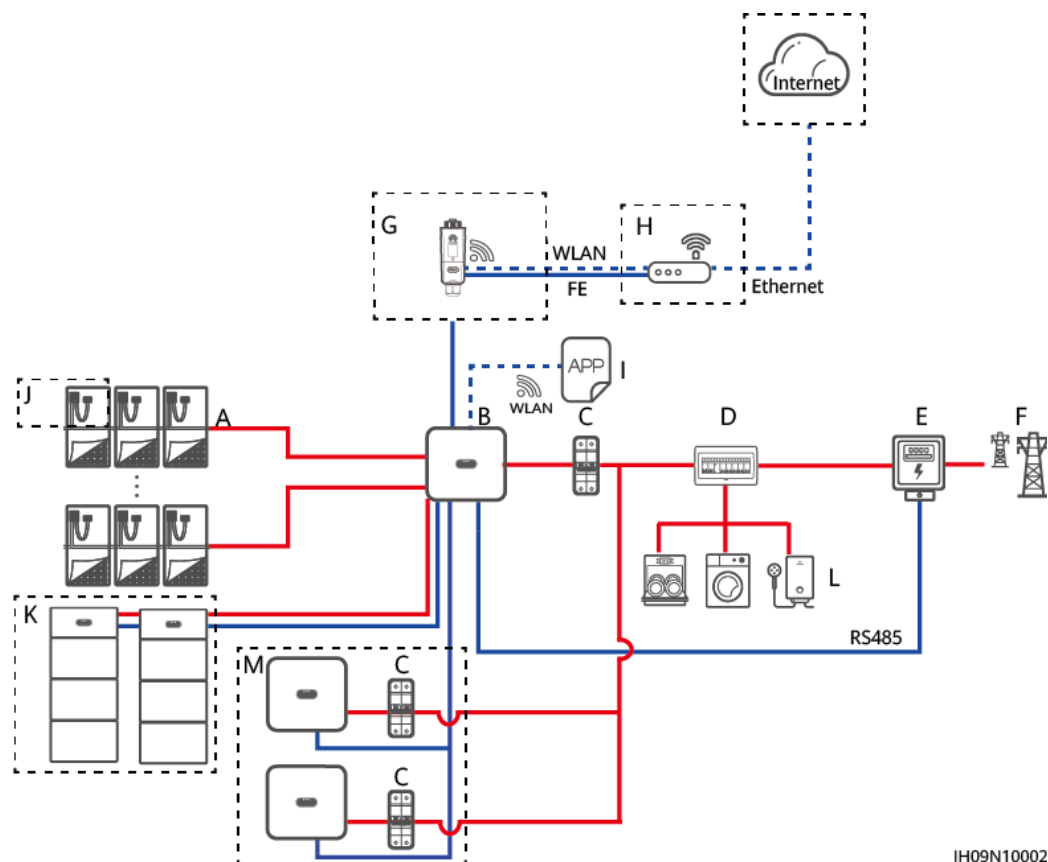 Internet
G
H
WLAN
FE
Ethernet
APP
I
WLAN
J
A
B
C
D
E
F
K
L
RS485
M
C
C
IH09N10002